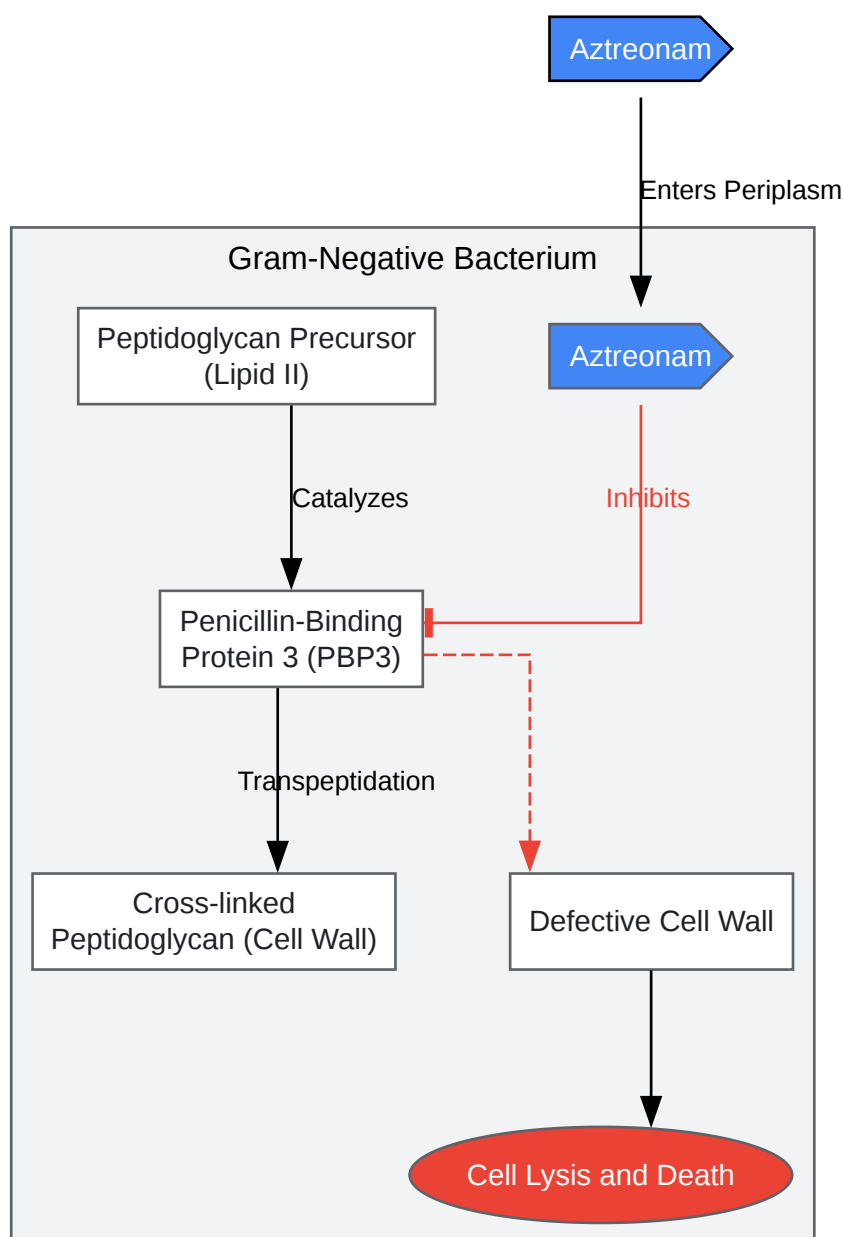 Aztreonam
Enters Periplasm
Gram-Negative Bacterium
Peptidoglycan Precursor
(Lipid II)
Aztreonam
Catalyzes
Inhibits
Penicillin-Binding
Protein 3 (PBP3)
Transpeptidation
Cross-linked
Peptidoglycan (Cell Wall)
Defective Cell Wall
Cell Lysis and Death